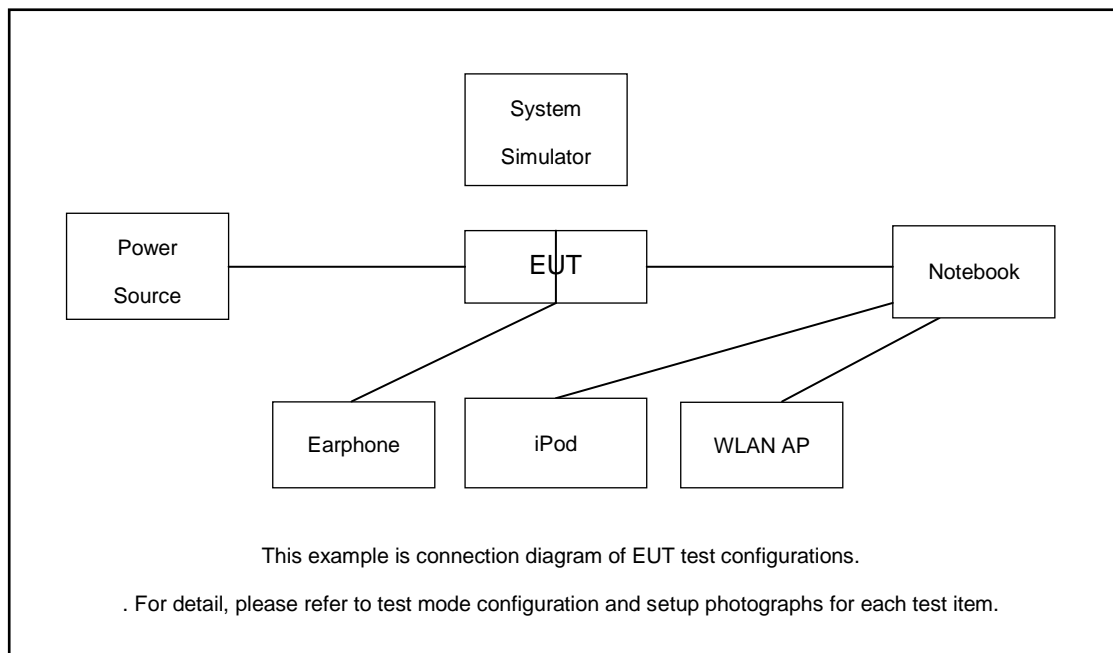 System
Simulator
Power
Source
EUT
Notebook
Earphone
iPod
WLAN AP
This example is connection diagram of EUT test configurations.
. For detail, please refer to test mode configuration and setup photographs for each test item.